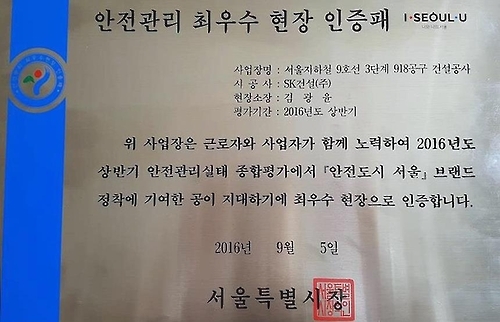 안전관리 최우수 현장 인증패
I·SEOUL·U
사업장명 : 서울지하철 9호선 3단계 918공구 건설공사
시 공 사 : SK건설(주)
현장소장 : 김 광 윤
평가기간 : 2016년도 상반기
위 사업장은 근로자와 사업자가 함께 노력하여 2016년도
상반기 안전관리실태 종합평가에서 『안전도시 서울』 브랜드
정착에 기여한 공이 지대하기에 최우수 현장으로 인증합니다.
2016년 9월 5일
서울특별시장